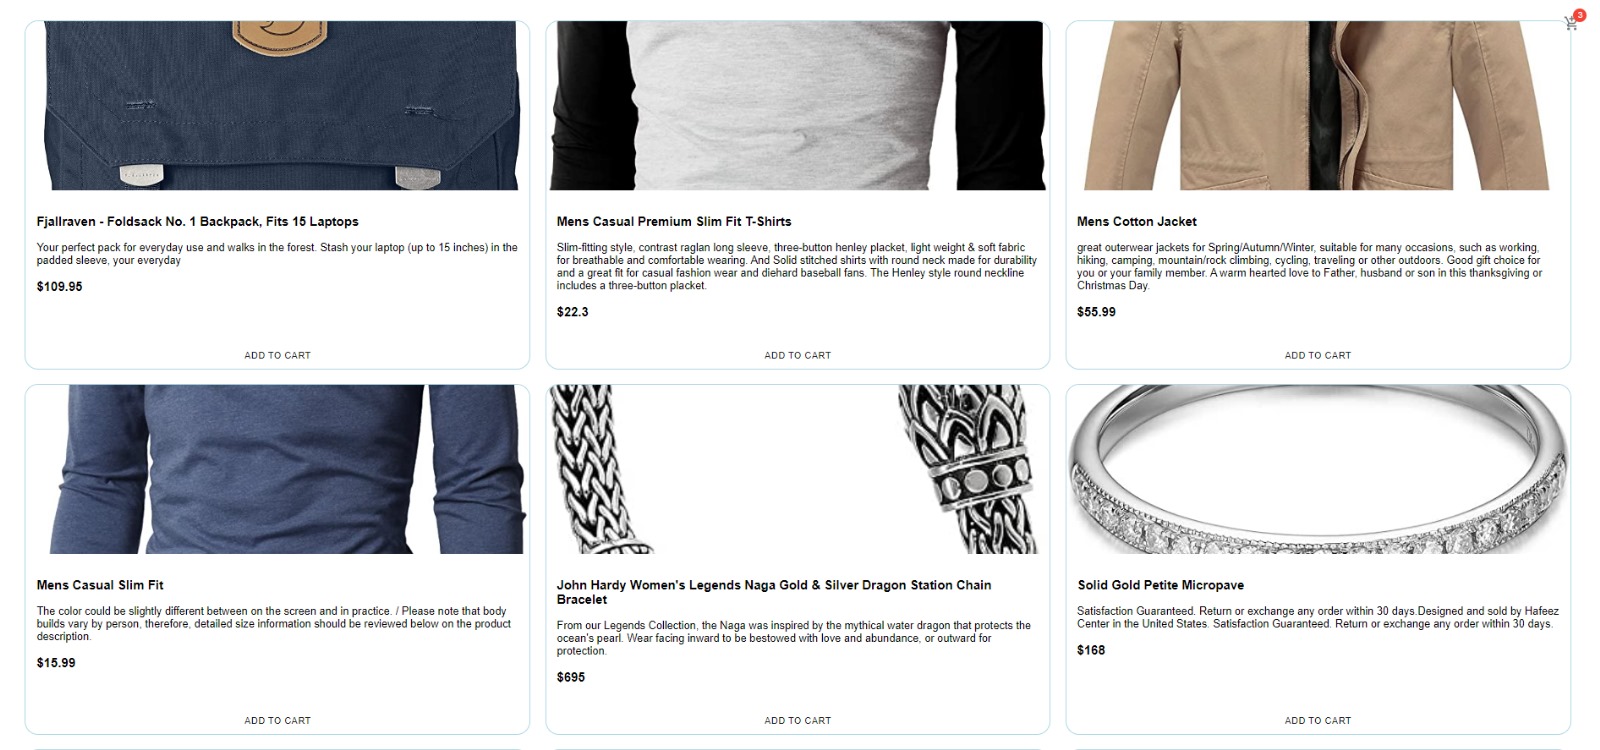 3
Fjallraven - Foldsack No. 1 Backpack, Fits 15 Laptops
Your perfect pack for everyday use and walks in the forest. Stash your laptop (up to 15 inches) in the
padded sleeve, your everyday
$109.95
ADD TO CART
Mens Casual Premium Slim Fit T-Shirts
Slim-fitting style, contrast raglan long sleeve, three-button henley placket, light weight & soft fabric
for breathable and comfortable wearing. And Solid stitched shirts with round neck made for durability
and a great fit for casual fashion wear and diehard baseball fans. The Henley style round neckline
includes a three-button placket.
$22.3
ADD TO CART
Mens Cotton Jacket
great outerwear jackets for Spring/Autumn/Winter, suitable for many occasions, such as working,
hiking, camping, mountain/rock climbing, cycling, traveling or other outdoors. Good gift choice for
you or your family member. A warm hearted love to Father, husband or son in this thanksgiving or
Christmas Day.
$55.99
ADD TO CART
Mens Casual Slim Fit
The color could be slightly different between on the screen and in practice. / Please note that body
builds vary by person, therefore, detailed size information should be reviewed below on the product
description.
$15.99
ADD TO CART
John Hardy Women's Legends Naga Gold & Silver Dragon Station Chain
Bracelet
From our Legends Collection, the Naga was inspired by the mythical water dragon that protects the
ocean's pearl. Wear facing inward to be bestowed with love and abundance, or outward for
protection.
$695
ADD TO CART
Solid Gold Petite Micropave
Satisfaction Guaranteed. Return or exchange any order within 30 days.Designed and sold by Hafeez
Center in the United States. Satisfaction Guaranteed. Return or exchange any order within 30 days.
$168
ADD TO CART